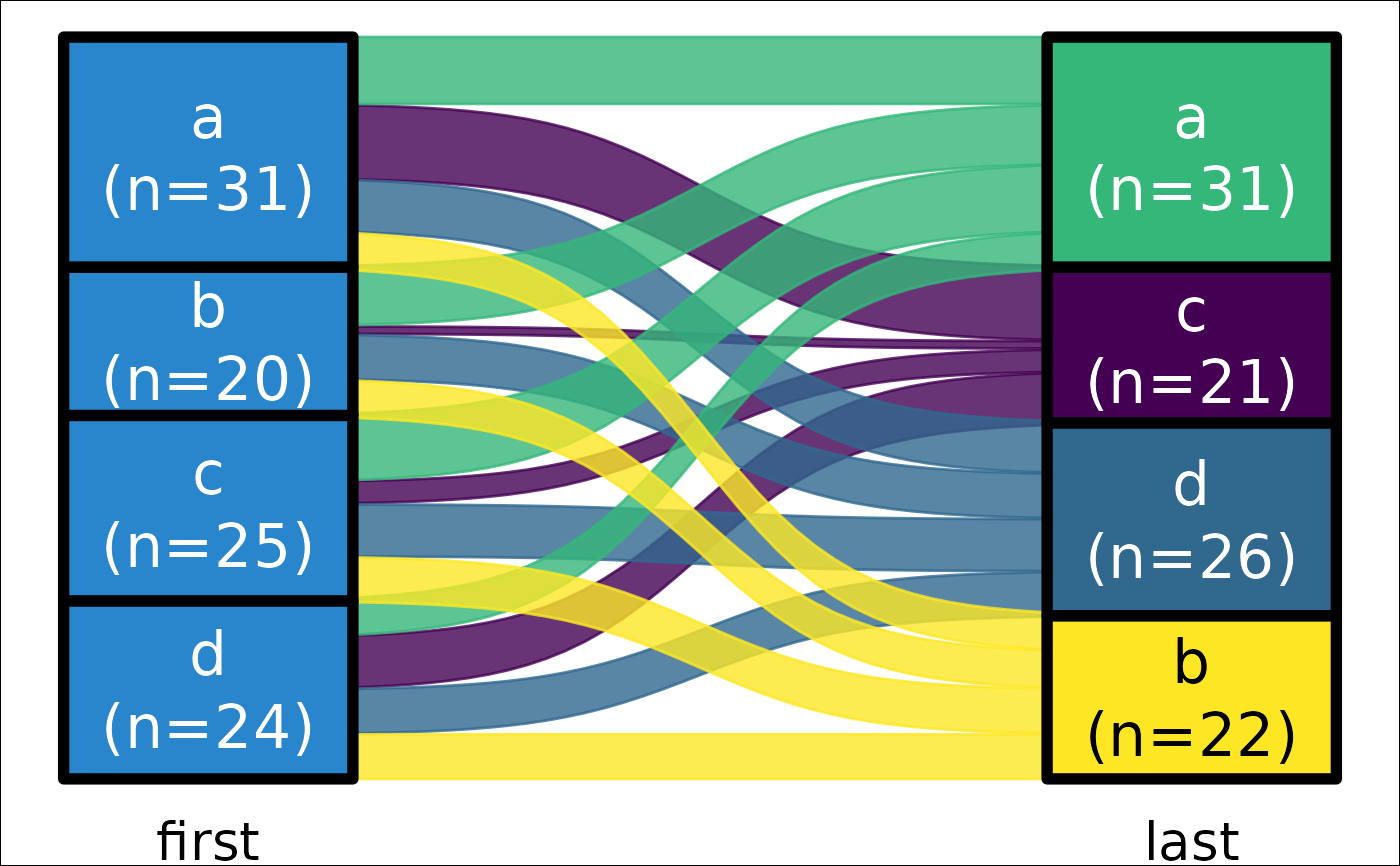 a
(n=31)
b
(n=20)
c
(n=25)
d
(n=24)
first
a
(n=31)
c
(n=21)
d
(n=26)
b
(n=22)
last